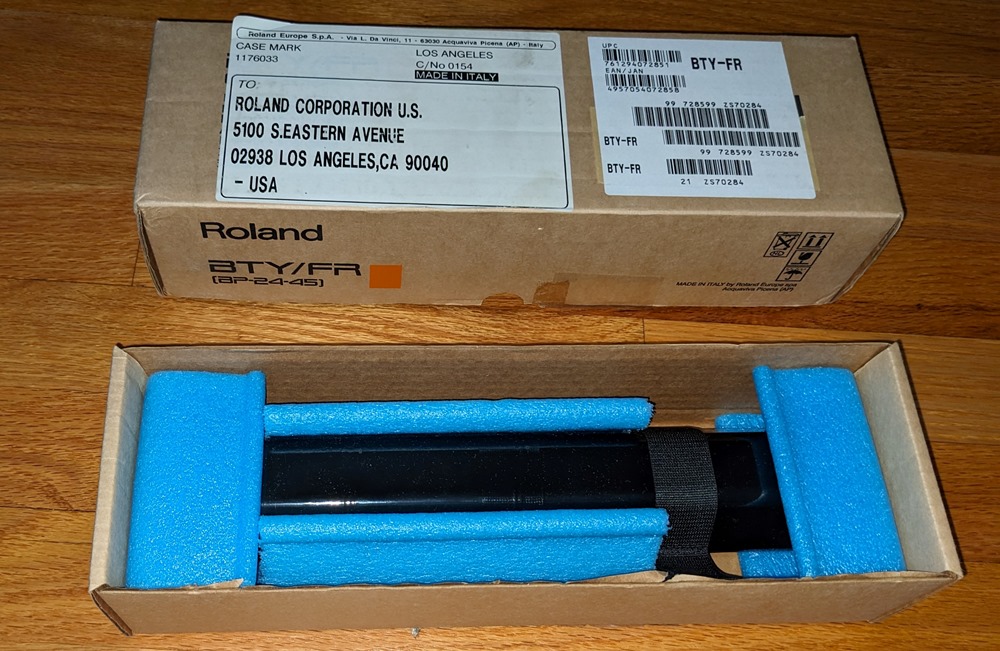 Roland Europe S.p.A. - Via L. Da Vinci, 11 - 63030 Acquaviva Picena (AP) - Italy
CASE MARK
1176033
LOS ANGELES
C/No 0154
MADE IN ITALY
TO:
ROLAND CORPORATION U.S.
5100 S.EASTERN AVENUE
02938 LOS ANGELES,CA 90040
- USA
UPC
761294072851
EAN/JAN
4957054072858
BTY-FR
99 728599 ZS70284
BTY-FR
99 728599 ZS70284
BTY-FR
21 ZS70284
Roland
BTY/FR
(BP-24-45)
MADE IN ITALY by Roland Europe spa
Acquaviva Picena (AP)